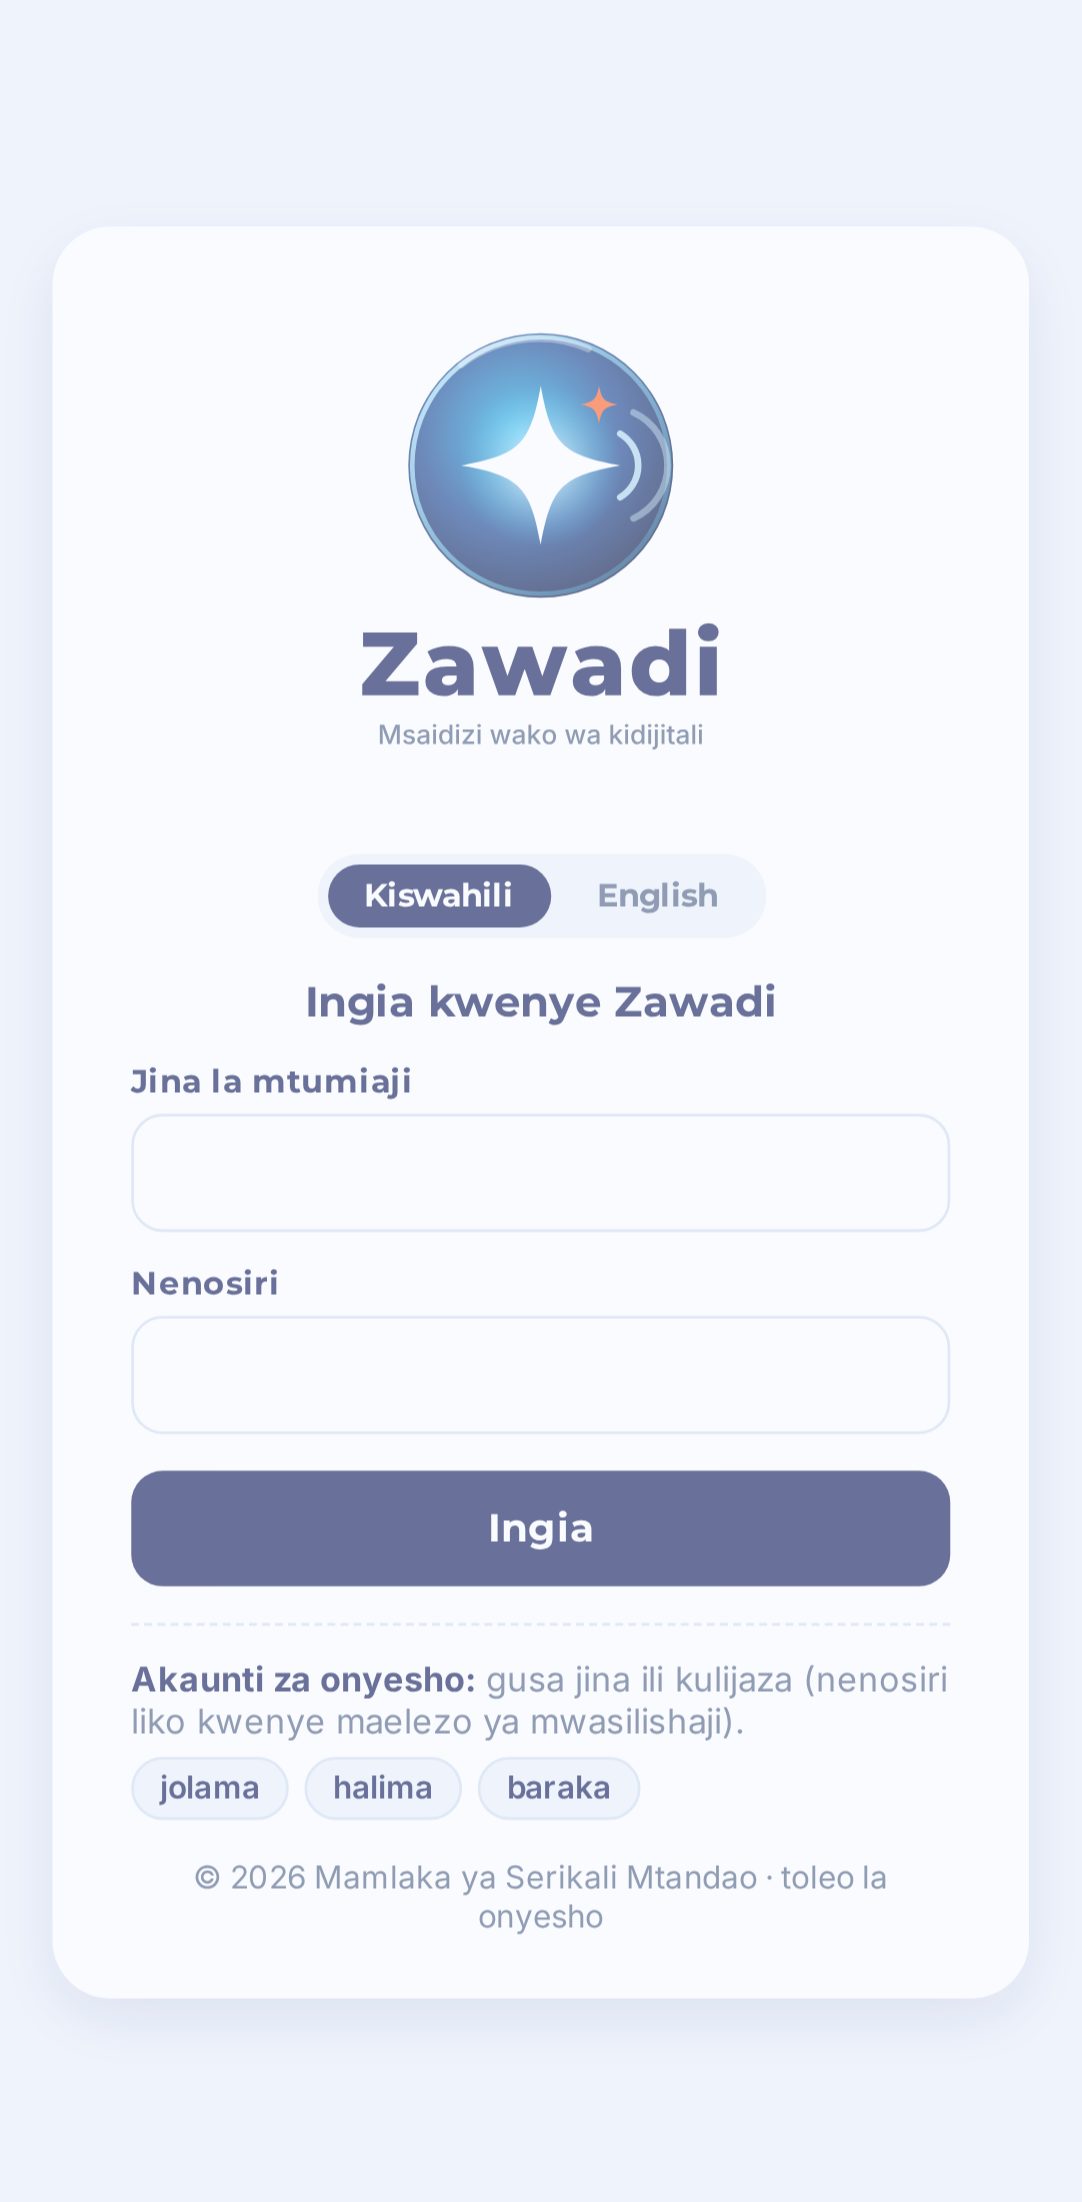 Zawadi
Msaidizi wako wa kidijitali
Kiswahili English
Ingia kwenye Zawadi
Jina la mtumiaji
Nenosiri
Ingia
Akaunti za onyesho: gusa jina ili kulijaza (nenosiri
liko kwenye maelezo ya mwasilishaji).
jolama halima baraka
© 2026 Mamlaka ya Serikali Mtandao · toleo la
onyesho